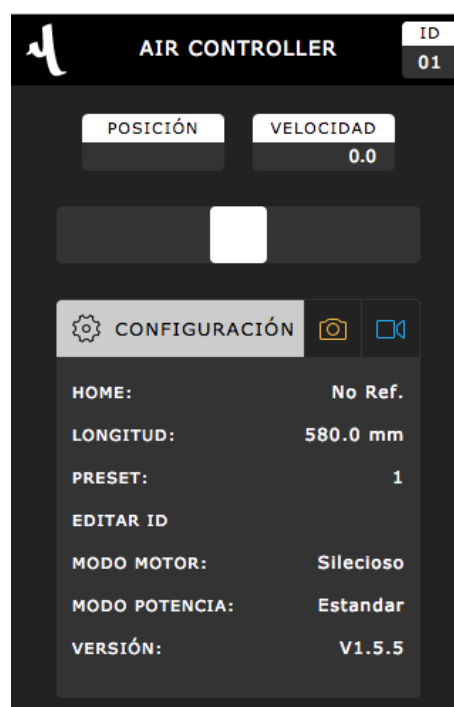 AIR CONTROLLER
ID
01
POSICIÓN
VELOCIDAD
0.0
CONFIGURACIÓN
HOME: No Ref.
LONGITUD: 580.0 mm
PRESET: 1
EDITAR ID
MODO MOTOR: Silecioso
MODO POTENCIA: Estandar
VERSIÓN: V1.5.5